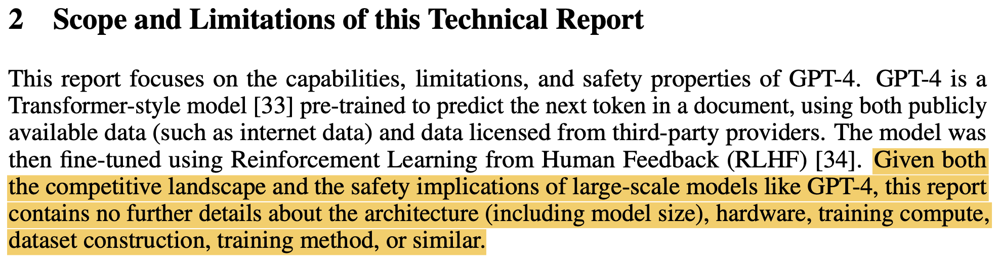 2 Scope and Limitations of this Technical Report
This report focuses on the capabilities, limitations, and safety properties of GPT-4. GPT-4 is a
Transformer-style model [33] pre-trained to predict the next token in a document, using both publicly
available data (such as internet data) and data licensed from third-party providers. The model was
then fine-tuned using Reinforcement Learning from Human Feedback (RLHF) [34]. Given both
the competitive landscape and the safety implications of large-scale models like GPT-4, this report
contains no further details about the architecture (including model size), hardware, training compute,
dataset construction, training method, or similar.